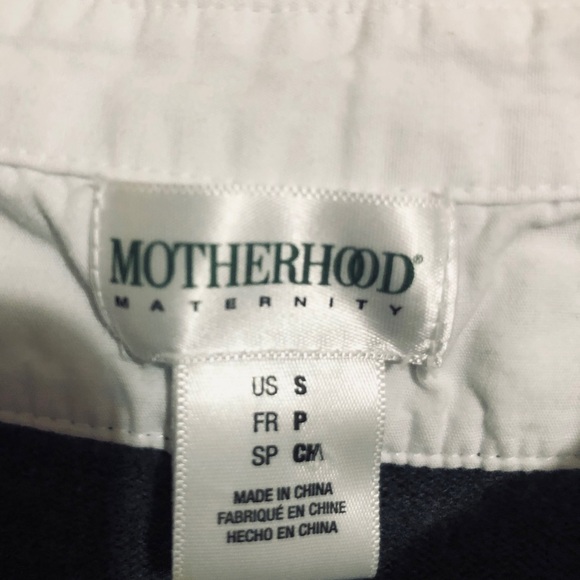 MOTHERHOOD®
MATERNITY
US S
FR P
SP CH
MADE IN CHINA
FABRIQUÉ EN CHINE
HECHO EN CHINA